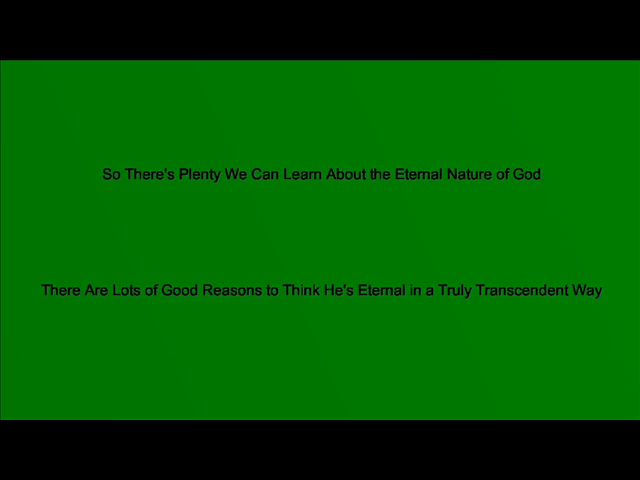 So There's Plenty We Can Learn About the Eternal Nature of God
There Are Lots of Good Reasons to Think He's Eternal in a Truly Transcendent Way